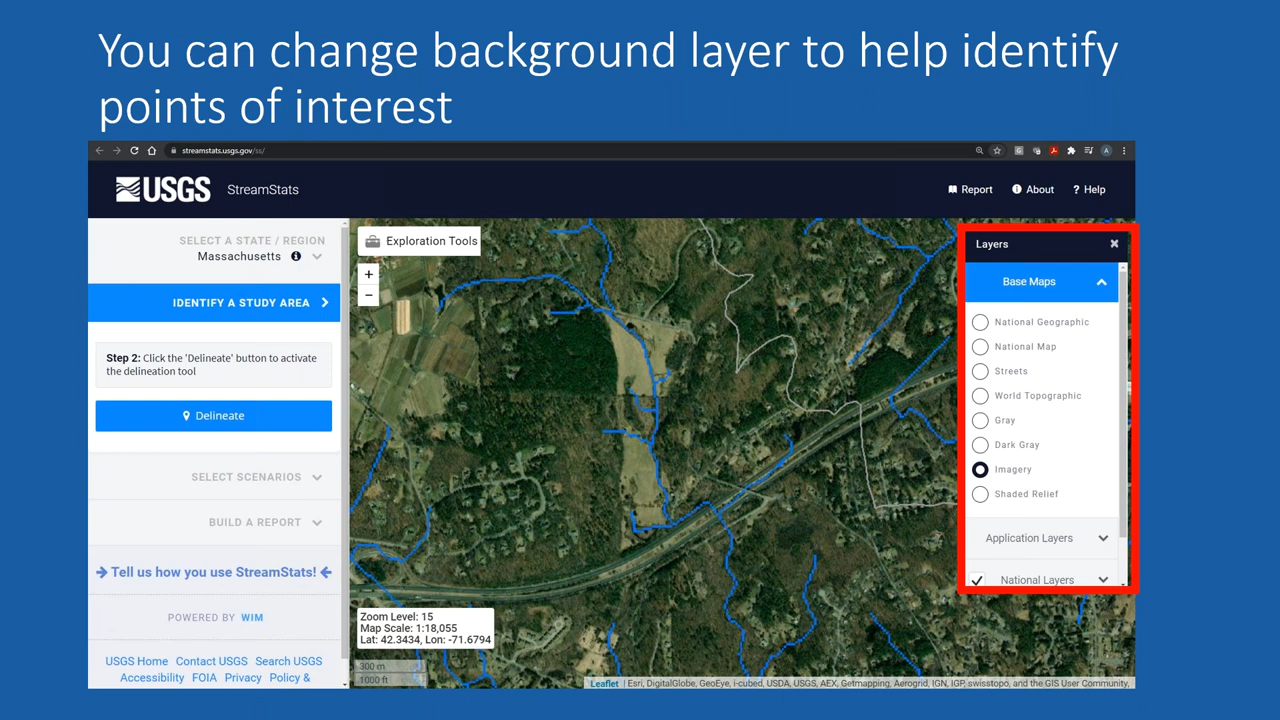 You can change background layer to help identify
points of interest
streamstats.usgs.gov/ss/
USGS StreamStats
Report About Help
SELECT A STATE / REGION
Massachusetts
IDENTIFY A STUDY AREA
Step 2: Click the 'Delineate' button to activate
the delineation tool
Delineate
SELECT SCENARIOS
BUILD A REPORT
Tell us how you use StreamStats!
POWERED BY WIM
USGS Home Contact USGS Search USGS
Accessibility FOIA Privacy Policy &
Exploration Tools
+
−
Layers
Base Maps
National Geographic
National Map
Streets
World Topographic
Gray
Dark Gray
Imagery
Shaded Relief
Application Layers
National Layers
Zoom Level: 15
Map Scale: 1:18,055
Lat: 42.3434, Lon: -71.6794
300 m
1000 ft
Leaflet | Esri, DigitalGlobe, GeoEye, i-cubed, USDA, USGS, AEX, Getmapping, Aerogrid, IGN, IGP, swisstopo, and the GIS User Community,